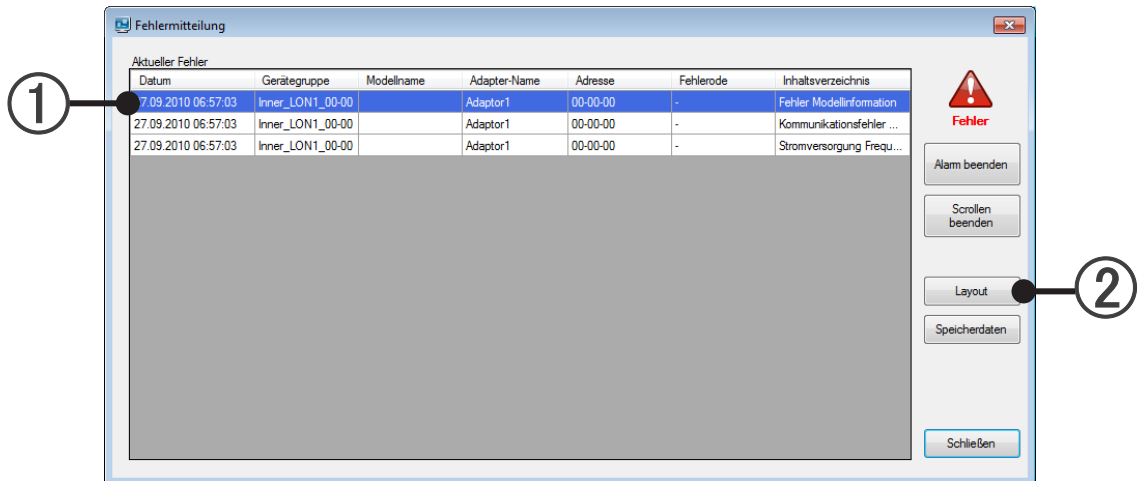 Fehlermitteilung
Aktueller Fehler
Datum Gerätegruppe Modellname Adapter-Name Adresse Fehlerode Inhaltsverzeichnis
7.09.2010 06:57:03 Inner_LON1_00-00 Adaptor1 00-00-00 - Fehler Modellinformation
27.09.2010 06:57:03 Inner_LON1_00-00 Adaptor1 00-00-00 - Kommunikationsfehler ...
27.09.2010 06:57:03 Inner_LON1_00-00 Adaptor1 00-00-00 - Stromversorgung Frequ...
Fehler
Alarm beenden
Scrollen
beenden
Layout
Speicherdaten
Schließen
①
②